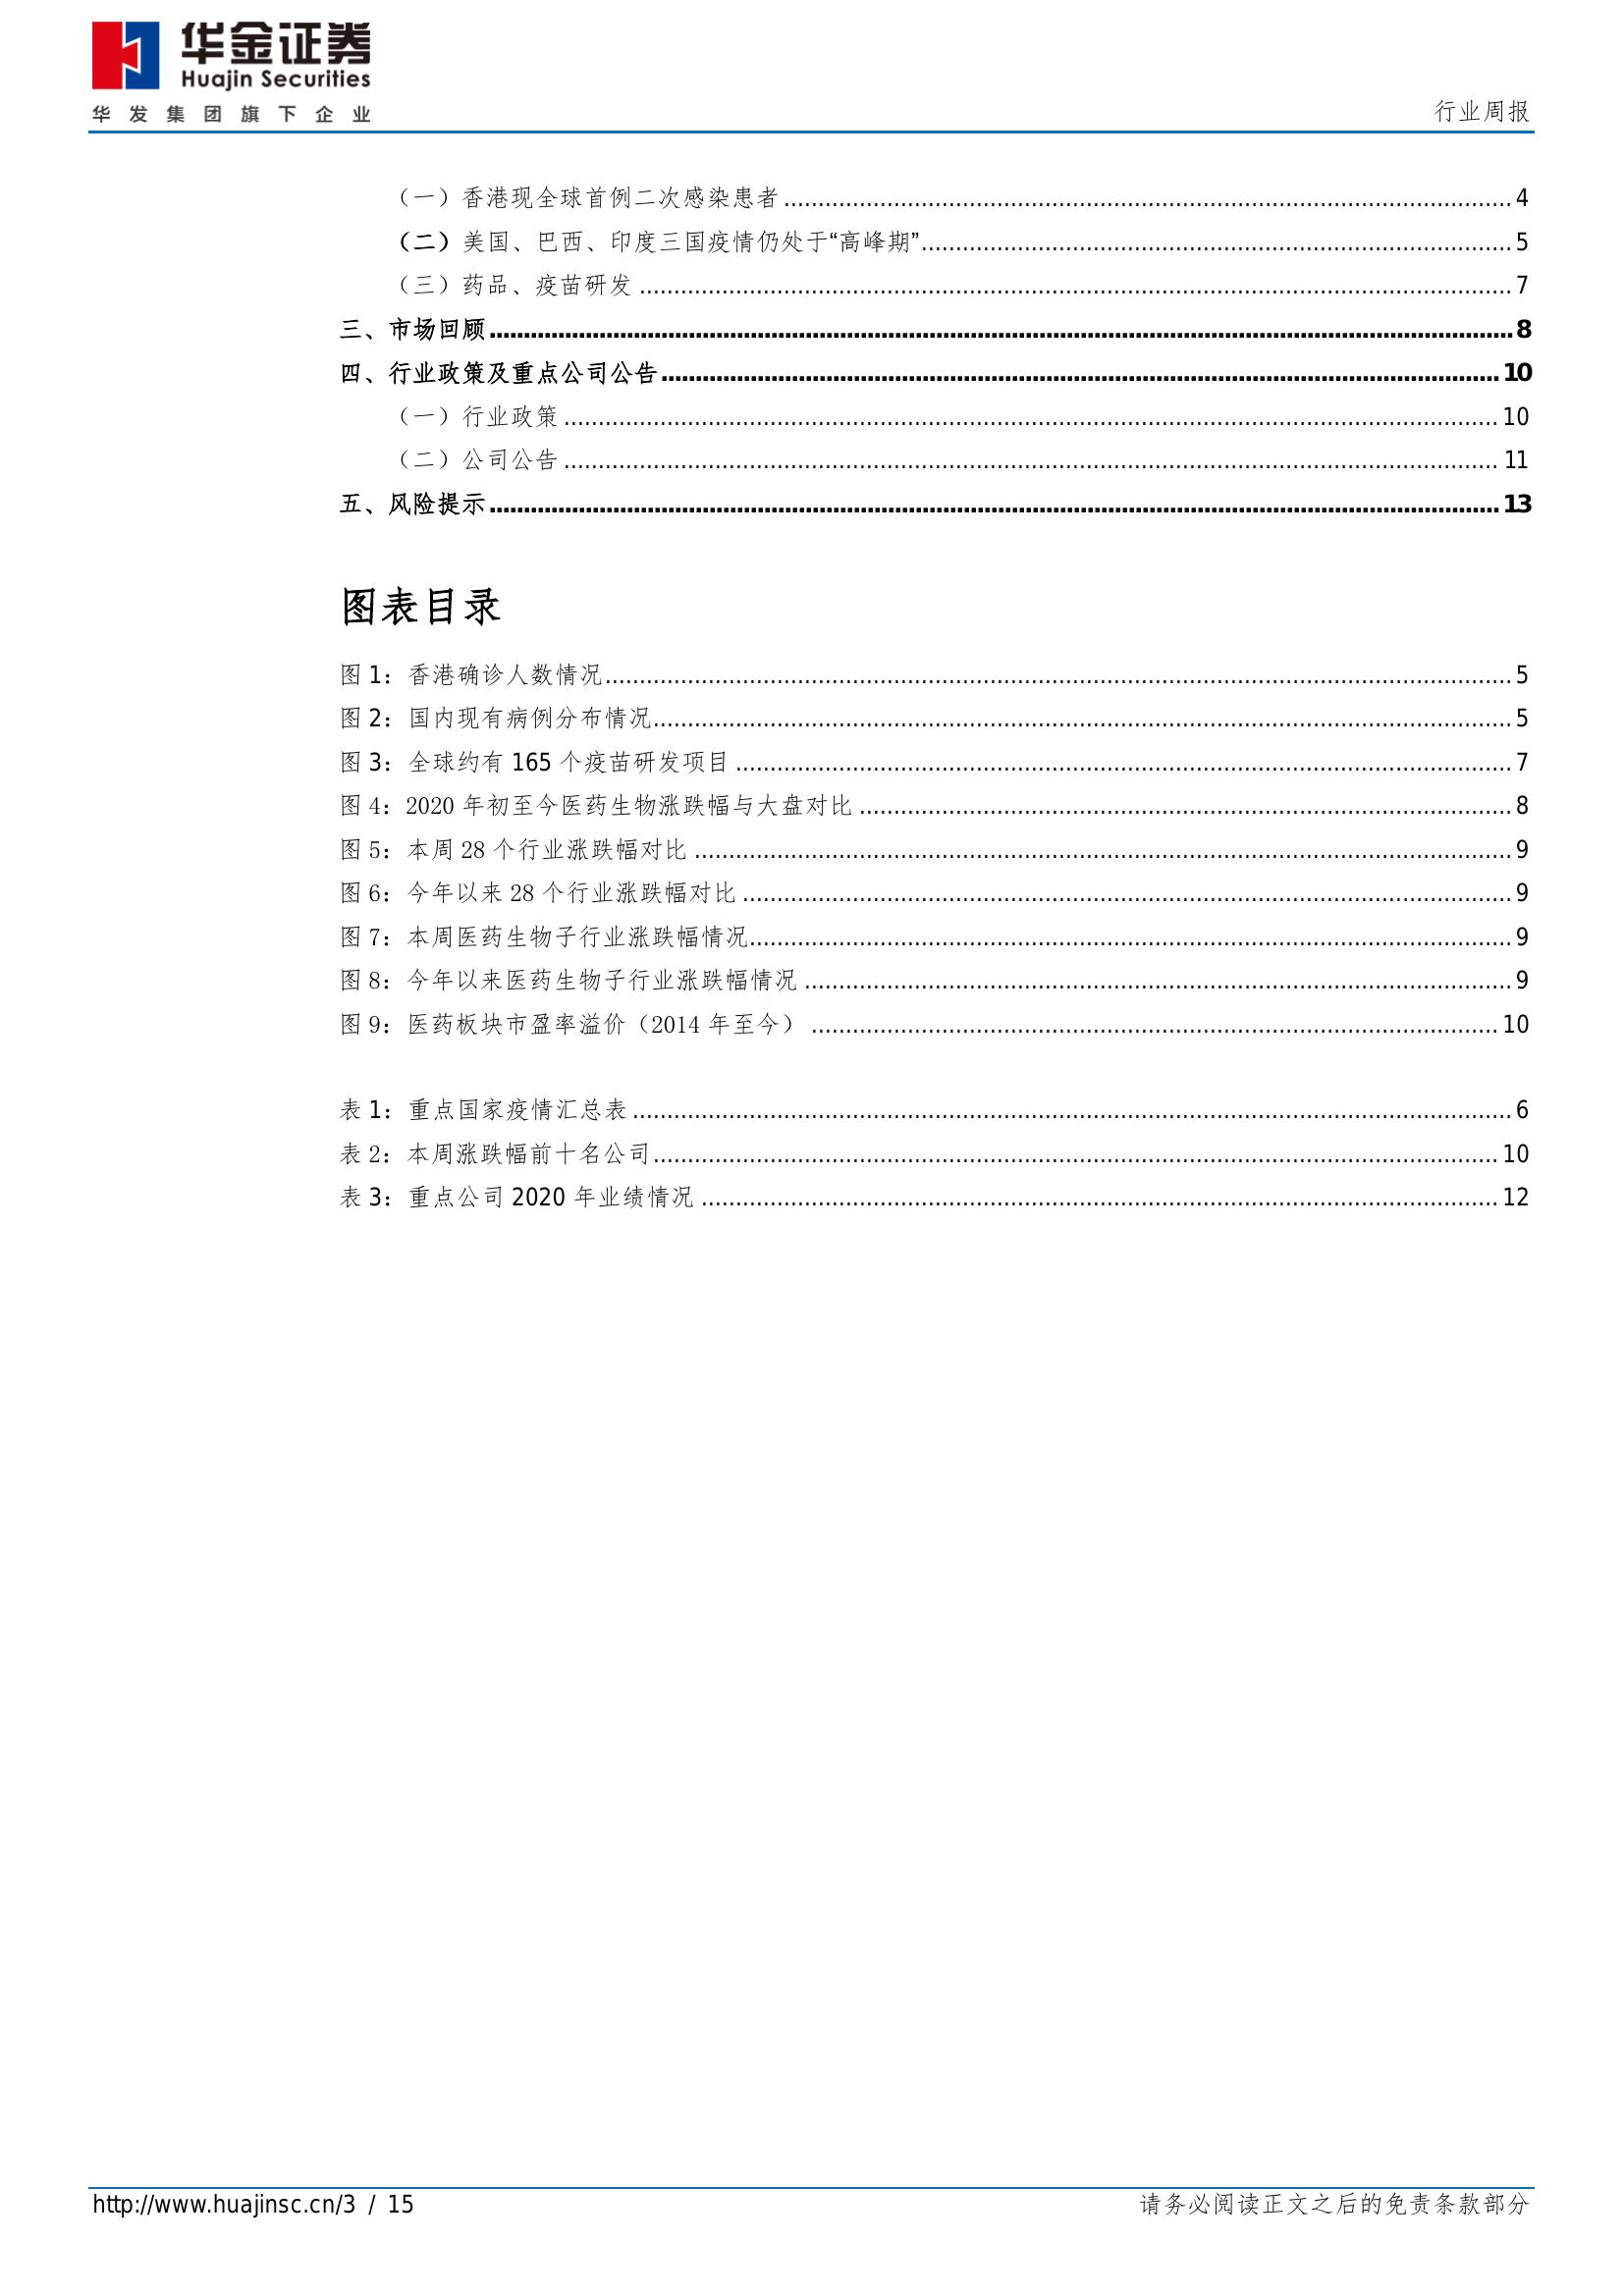 华金证券
Huajin Securities
华发集团旗下企业
行业周报
（一）香港现全球首例二次感染患者 4
（二）美国、巴西、印度三国疫情仍处于“高峰期” 5
（三）药品、疫苗研发 7
三、市场回顾 8
四、行业政策及重点公司公告 10
（一）行业政策 10
（二）公司公告 11
五、风险提示 13
图表目录
图 1：香港确诊人数情况 5
图 2：国内现有病例分布情况 5
图 3：全球约有 165 个疫苗研发项目 7
图 4：2020 年初至今医药生物涨跌幅与大盘对比 8
图 5：本周 28 个行业涨跌幅对比 9
图 6：今年以来 28 个行业涨跌幅对比 9
图 7：本周医药生物子行业涨跌幅情况 9
图 8：今年以来医药生物子行业涨跌幅情况 9
图 9：医药板块市盈率溢价（2014 年至今） 10
表 1：重点国家疫情汇总表 6
表 2：本周涨跌幅前十名公司 10
表 3：重点公司 2020 年业绩情况 12
http://www.huajinsc.cn/3 / 15
请务必阅读正文之后的免责条款部分